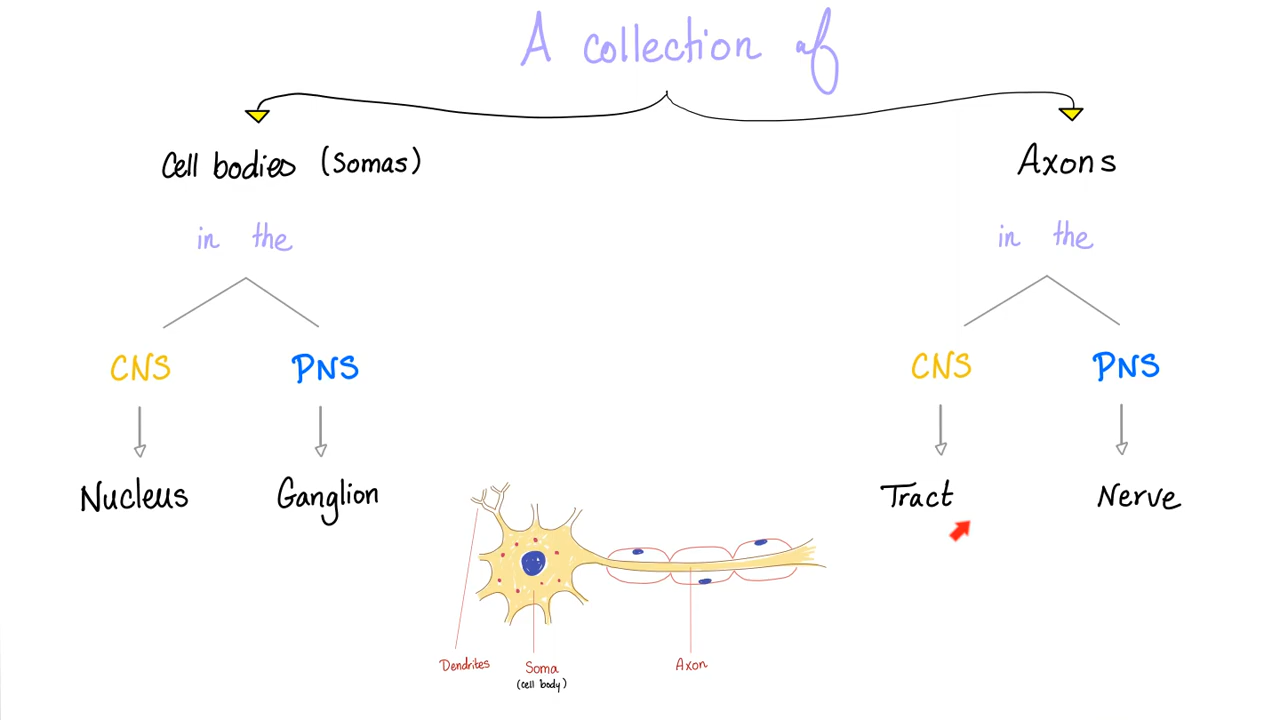 A collection of
Cell bodies (Somas)
Axons
in the
in the
CNS
PNS
CNS
PNS
Nucleus
Ganglion
Tract
Nerve
Dendrites
Soma
(cell body)
Axon